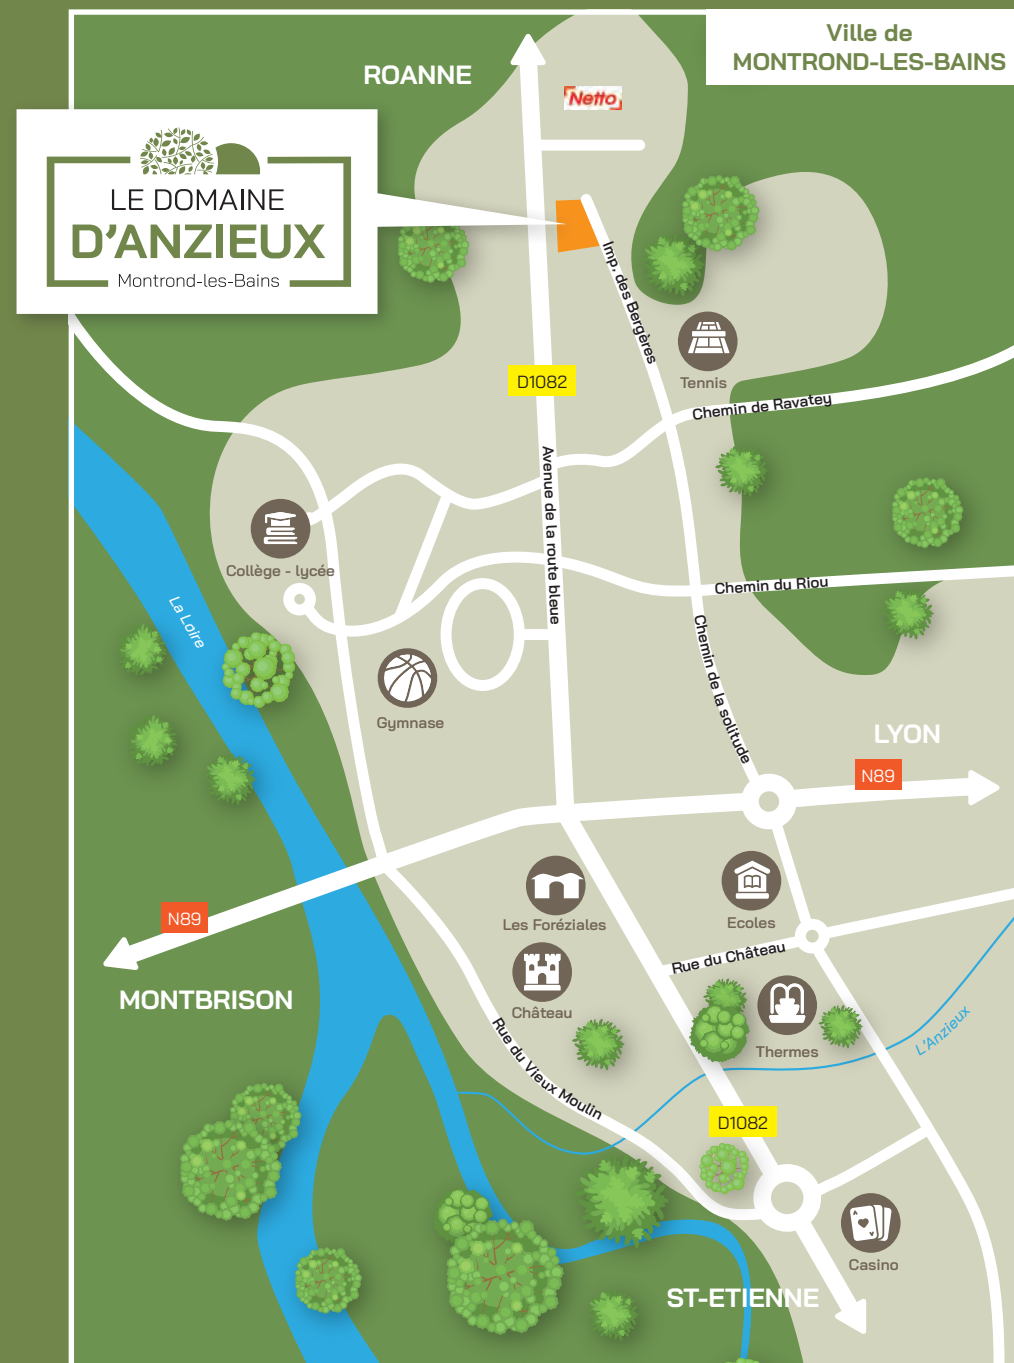 Ville de
MONTROND-LES-BAINS
ROANNE
Netto
LE DOMAINE
D'ANZIEUX
Montrond-les-Bains
Imp. des Bergères
Tennis
D1082
Chemin de Ravatey
Avenue de la route bleue
Collège - lycée
Chemin du Riou
La Loire
Chemin de la solitude
Gymnase
LYON
N89
Les Foréziales
Ecoles
N89
Rue du Château
MONTBRISON
Château
Thermes
L'Anzieux
Rue du Vieux Moulin
D1082
Casino
ST-ETIENNE